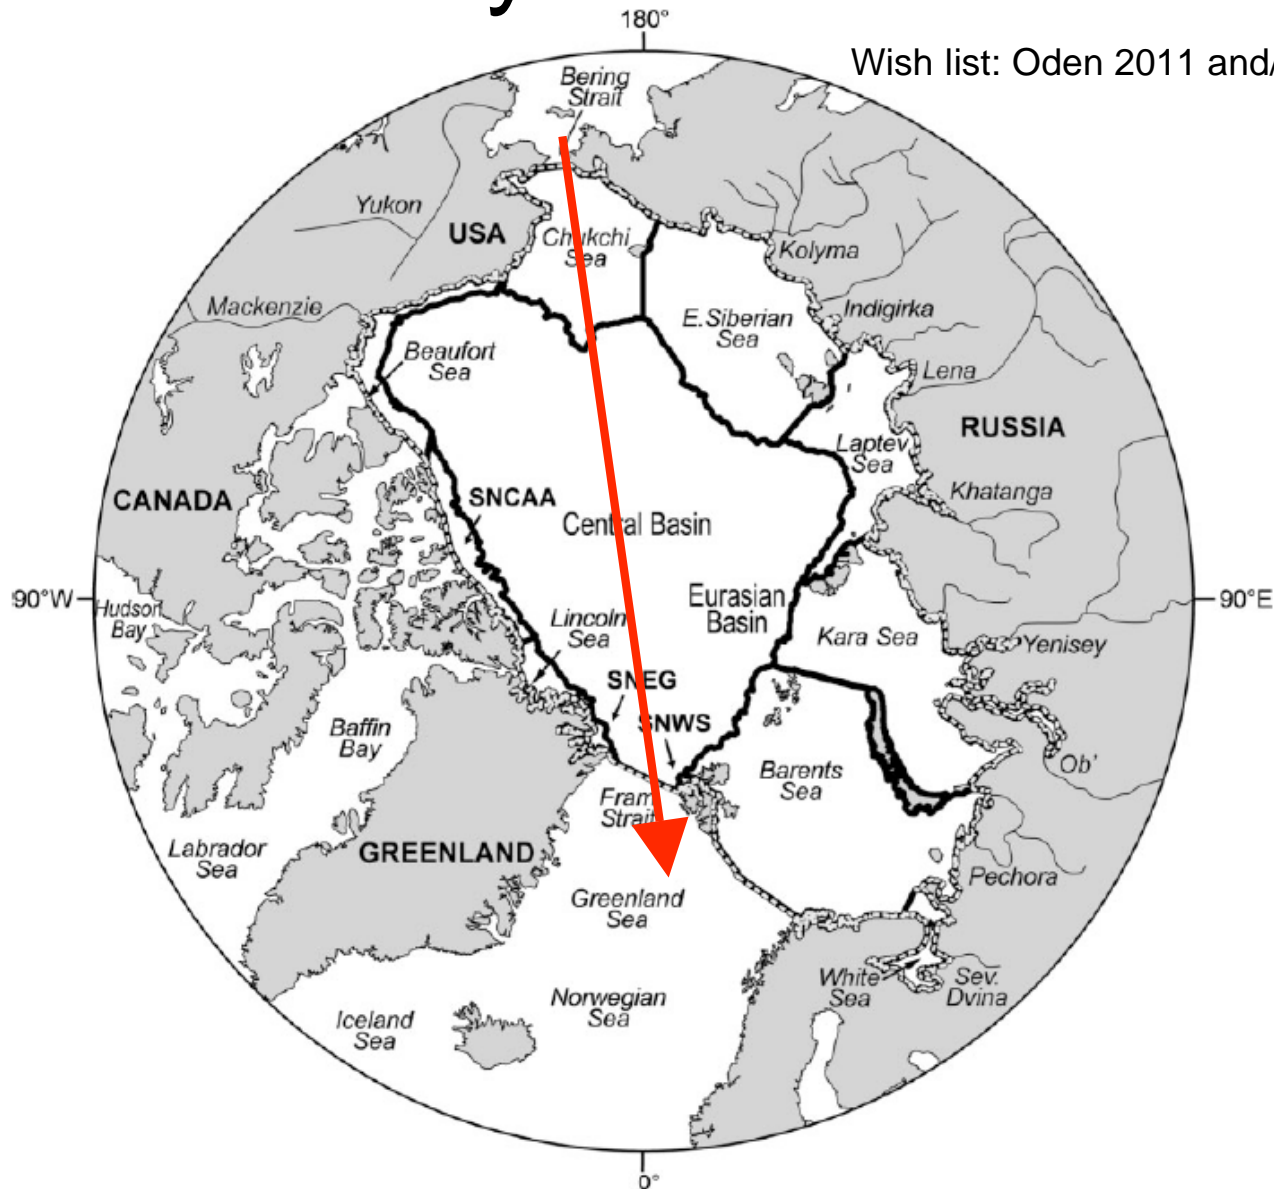 y
180°
Wish list: Oden 2011 and/
Bering
Strait
Yukon
USA
Chukchi
Sea
Kolyma
Mackenzie
Indigirka
E.Siberian
Sea
Beaufort
Sea
Lena
RUSSIA
Laptev
Sea
CANADA
SNCAA
Khatanga
Central Basin
90°W
Hudson
Bay
Eurasian
Basin
90°E
Lincoln
Sea
Kara Sea
Yenisey
SNEG
SNWS
Baffin
Bay
Barents
Sea
Ob'
Fram
Strait
Labrador
Sea
GREENLAND
Pechora
Greenland
Sea
White
Sea
Sev.
Dvina
Norwegian
Sea
Iceland
Sea
0°